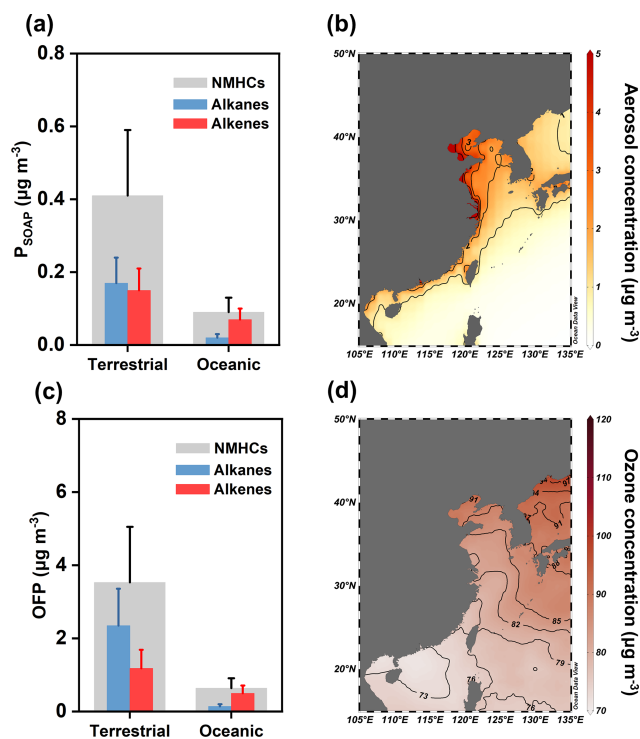 (a)
0.8
0.6
0.4
0.2
0.0
P_SOAP (μg m⁻³)
NMHCs
Alkanes
Alkenes
Terrestrial
Oceanic
(b)
50°N
40°N
30°N
20°N
105°E 110°E 115°E 120°E 125°E 130°E 135°E
3
Ocean Data View
5
4
3
2
1
0
Aerosol concentration (μg m⁻³)
(c)
8
6
4
2
0
OFP (μg m⁻³)
NMHCs
Alkanes
Alkenes
Terrestrial
Oceanic
(d)
50°N
40°N
30°N
20°N
105°E 110°E 115°E 120°E 125°E 130°E 135°E
91
91
85
82
79
76
73
76
Ocean Data View
120
110
100
90
80
70
Ozone concentration (μg m⁻³)